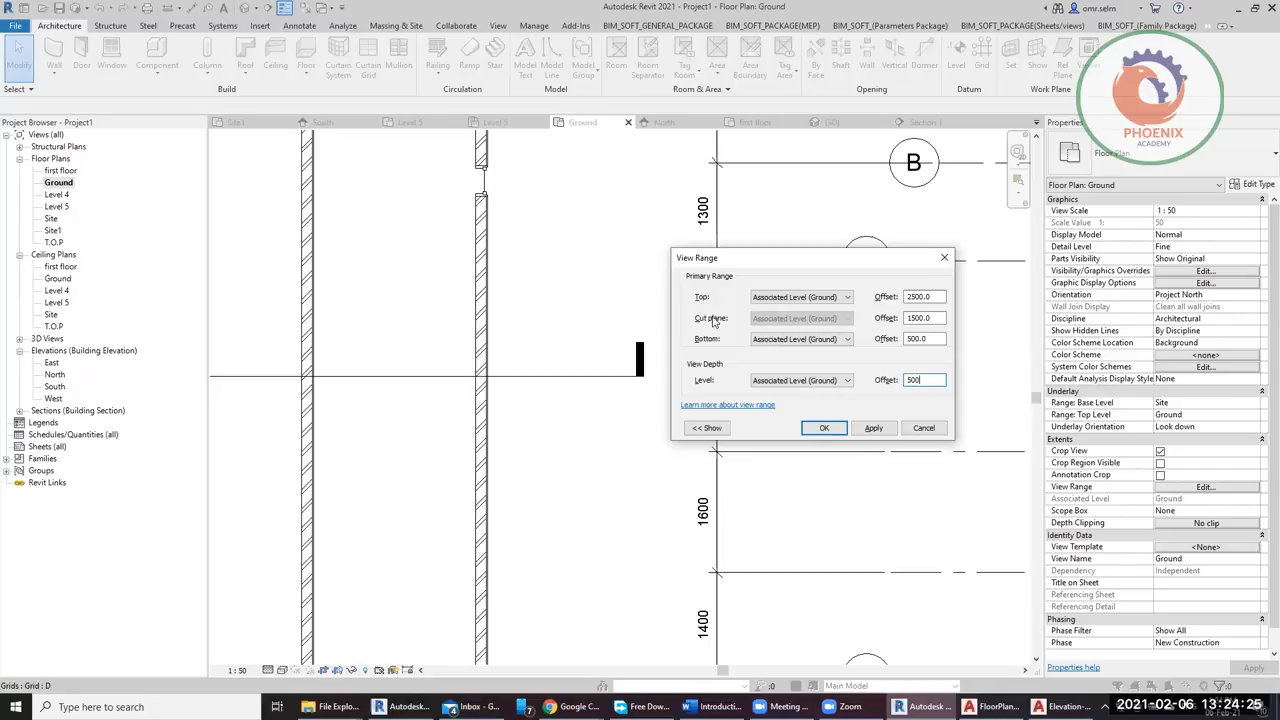 Autodesk Revit 2021 - Project1 - Floor Plan: Ground
omr.selm
File Architecture Structure Steel Precast Systems Insert Annotate Analyze Massing & Site Collaborate View Manage Add-Ins BIM_SOFT_GENERAL_PACKAGE BIM_SOFT_PACKAGE(MEP) BIM_SOFT_(Parameters Package) BIM_SOFT_PACKAGE(Sheets/views) BIM_SOFT_(Family Package)
Modify Wall Door Window Component Column Roof Ceiling Floor Curtain System Curtain Grid Mullion Railing Ramp Stair Model Text Model Line Model Group Room Room Separator Tag Room Area Area Boundary Tag Area By Face Shaft Wall Vertical Dormer Level Grid Set Show Ref Plane
Select Build Circulation Model Room & Area Opening Datum Work Plane
PHOENIX
ACADEMY
Project Browser - Project1
Site1 South Level 5 Level 5 Ground North first floor {3D} Section 1
Properties
Views (all)
Structural Plans
Floor Plans
first floor
Ground
Level 4
Level 5
Site
Site1
T.O.P
Ceiling Plans
first floor
Ground
Level 4
Level 5
Site
T.O.P
3D Views
Elevations (Building Elevation)
East
North
South
West
Sections (Building Section)
Legends
Schedules/Quantities (all)
Sheets (all)
Families
Groups
Revit Links
B
1300
1600
1400
View Range
Primary Range
Top: Associated Level (Ground) Offset: 2500.0
Cut plane: Associated Level (Ground) Offset: 1500.0
Bottom: Associated Level (Ground) Offset: 500.0
View Depth
Level: Associated Level (Ground) Offset: 500
Learn more about view range
<< Show OK Apply Cancel
Floor Plan
Floor Plan: Ground Edit Type
Graphics
View Scale 1 : 50
Scale Value 1: 50
Display Model Normal
Detail Level Fine
Parts Visibility Show Original
Visibility/Graphics Overrides Edit...
Graphic Display Options Edit...
Orientation Project North
Wall Join Display Clean all wall joins
Discipline Architectural
Show Hidden Lines By Discipline
Color Scheme Location Background
Color Scheme <none>
System Color Schemes Edit...
Default Analysis Display Style None
Underlay
Range: Base Level Site
Range: Top Level Ground
Underlay Orientation Look down
Extents
Crop View
Crop Region Visible
Annotation Crop
View Range Edit...
Associated Level Ground
Scope Box None
Depth Clipping No clip
Identity Data
View Template <None>
View Name Ground
Dependency Independent
Title on Sheet
Referencing Sheet
Referencing Detail
Phasing
Phase Filter Show All
Phase New Construction
Properties help Apply
1 : 50
Grids : Grid : D
:0 Main Model :0
Type here to search File Explo... Autodesk ... Inbox - G... Google C... Free Dow... Introducti... Meeting ... Zoom Autodesk ... FloorPlan... Elevation-...
2021-02-06 13:24:25